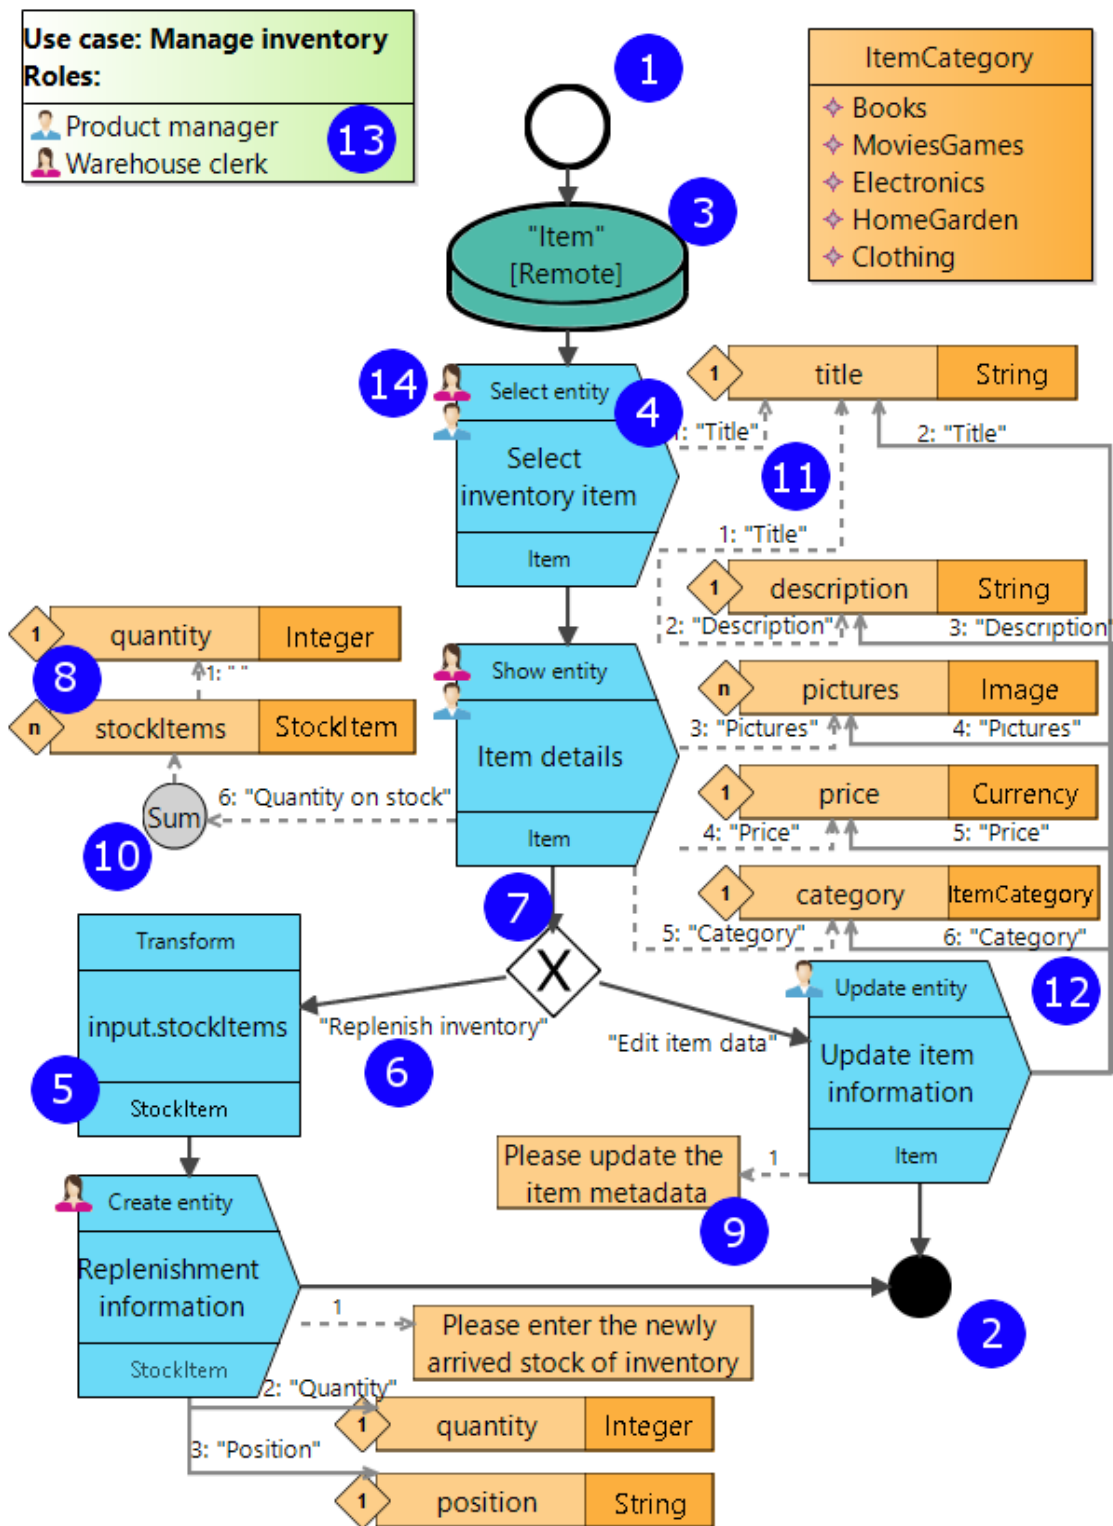 Use case: Manage inventory
Roles:
Product manager
Warehouse clerk
13
1
ItemCategory
Books
MoviesGames
Electronics
HomeGarden
Clothing
3
"Item"
[Remote]
14
Select entity
4
Select
inventory item
Item
1
title
String
1: "Title"
2: "Title"
11
1: "Title"
1
description
String
2: "Description"
3: "Description"
1
quantity
Integer
8
1: " "
n
stockItems
StockItem
Sum
10
6: "Quantity on stock"
Show entity
Item details
Item
n
pictures
Image
3: "Pictures"
4: "Pictures"
1
price
Currency
4: "Price"
5: "Price"
1
category
ItemCategory
5: "Category"
6: "Category"
7
X
"Replenish inventory"
6
"Edit item data"
Transform
input.stockItems
5
StockItem
12
Update entity
Update item
information
Item
1
Please update the
item metadata
9
Create entity
Replenishment
information
StockItem
1
Please enter the newly
arrived stock of inventory
2
2: "Quantity"
1
quantity
Integer
3: "Position"
1
position
String